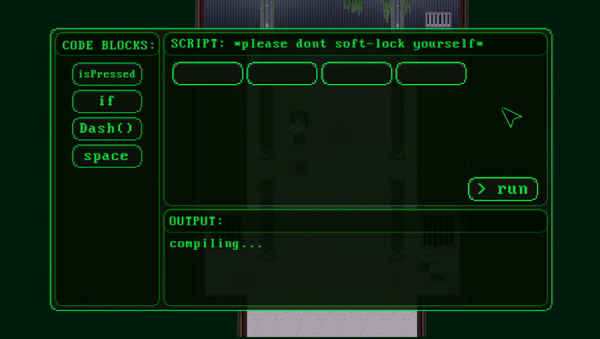 CODE BLOCKS:
isPressed
if
Dash()
space
SCRIPT: *please dont soft-lock yourself*
> run
OUTPUT:
compiling...